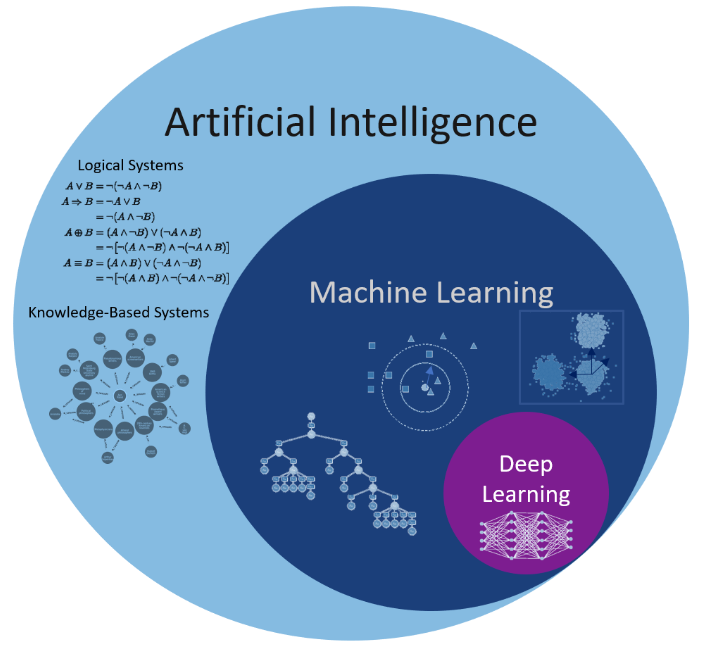 Artificial Intelligence
Logical Systems
A ∨ B = ¬(¬A ∧ ¬B)
A ⇒ B = ¬A ∨ B
= ¬(A ∧ ¬B)
A ⊕ B = (A ∧ ¬B) ∨ (¬A ∧ B)
= ¬[¬(A ∧ ¬B) ∧ ¬(¬A ∧ B)]
A ≡ B = (A ∧ B) ∨ (¬A ∧ ¬B)
= ¬[¬(A ∧ B) ∧ ¬(¬A ∧ ¬B)]
Knowledge-Based Systems
Machine Learning
Deep
Learning